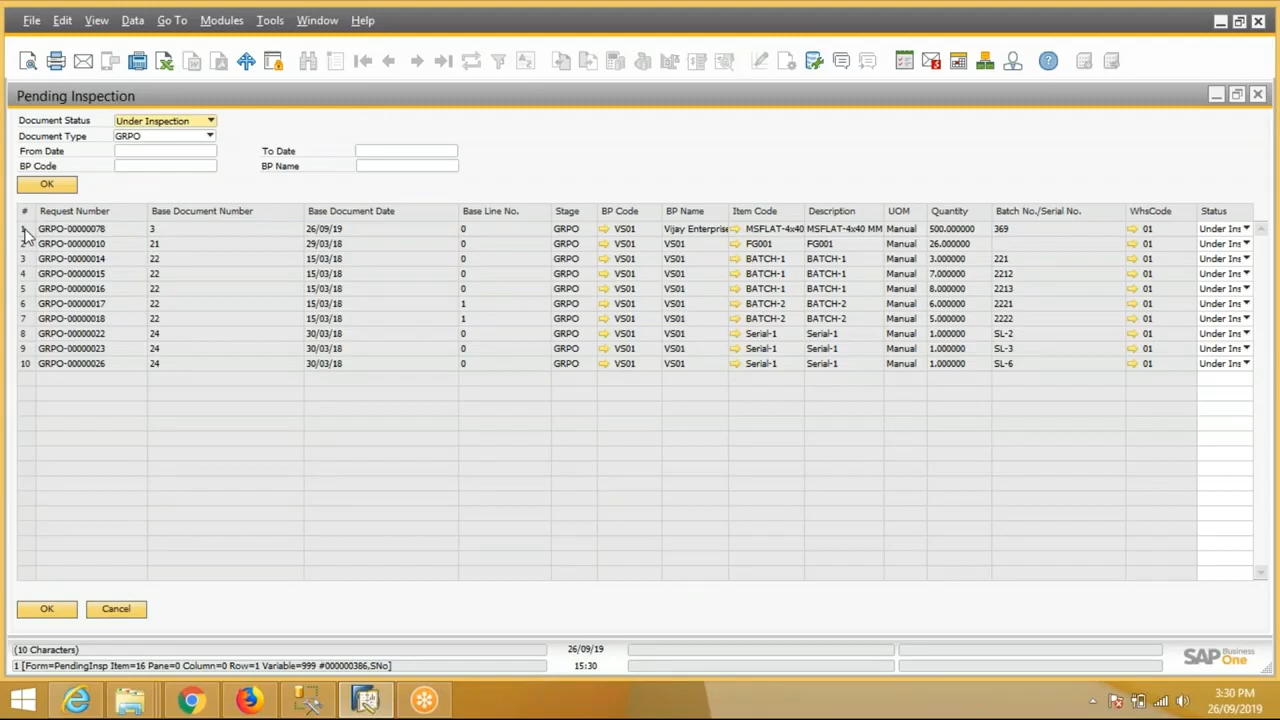 File Edit View Data Go To Modules Tools Window Help
Pending Inspection
Document Status Under Inspection
Document Type GRPO
From Date To Date
BP Code BP Name
OK
# Request Number Base Document Number Base Document Date Base Line No. Stage BP Code BP Name Item Code Description UOM Quantity Batch No./Serial No. WhsCode Status
1 GRPO-00000078 3 26/09/19 0 GRPO VS01 Vijay Enterprise MSFLAT-4x40 MSFLAT-4x40 MM Manual 500.000000 369 01 Under Ins
GRPO-00000010 21 29/03/18 0 GRPO VS01 VS01 FG001 FG001 Manual 26.000000 01 Under Ins
3 GRPO-00000014 22 15/03/18 0 GRPO VS01 VS01 BATCH-1 BATCH-1 Manual 3.000000 221 01 Under Ins
4 GRPO-00000015 22 15/03/18 0 GRPO VS01 VS01 BATCH-1 BATCH-1 Manual 7.000000 2212 01 Under Ins
5 GRPO-00000016 22 15/03/18 0 GRPO VS01 VS01 BATCH-1 BATCH-1 Manual 8.000000 2213 01 Under Ins
6 GRPO-00000017 22 15/03/18 1 GRPO VS01 VS01 BATCH-2 BATCH-2 Manual 6.000000 2221 01 Under Ins
7 GRPO-00000018 22 15/03/18 1 GRPO VS01 VS01 BATCH-2 BATCH-2 Manual 5.000000 2222 01 Under Ins
8 GRPO-00000022 24 30/03/18 0 GRPO VS01 VS01 Serial-1 Serial-1 Manual 1.000000 SL-2 01 Under Ins
9 GRPO-00000023 24 30/03/18 0 GRPO VS01 VS01 Serial-1 Serial-1 Manual 1.000000 SL-3 01 Under Ins
10 GRPO-00000026 24 30/03/18 0 GRPO VS01 VS01 Serial-1 Serial-1 Manual 1.000000 SL-6 01 Under Ins
OK Cancel
(10 Characters) 26/09/19
1 [Form=PendingInsp Item=16 Pane=0 Column=0 Row=1 Variable=999 #000000386,SNo] 15:30
SAP Business One
3:30 PM
26/09/2019